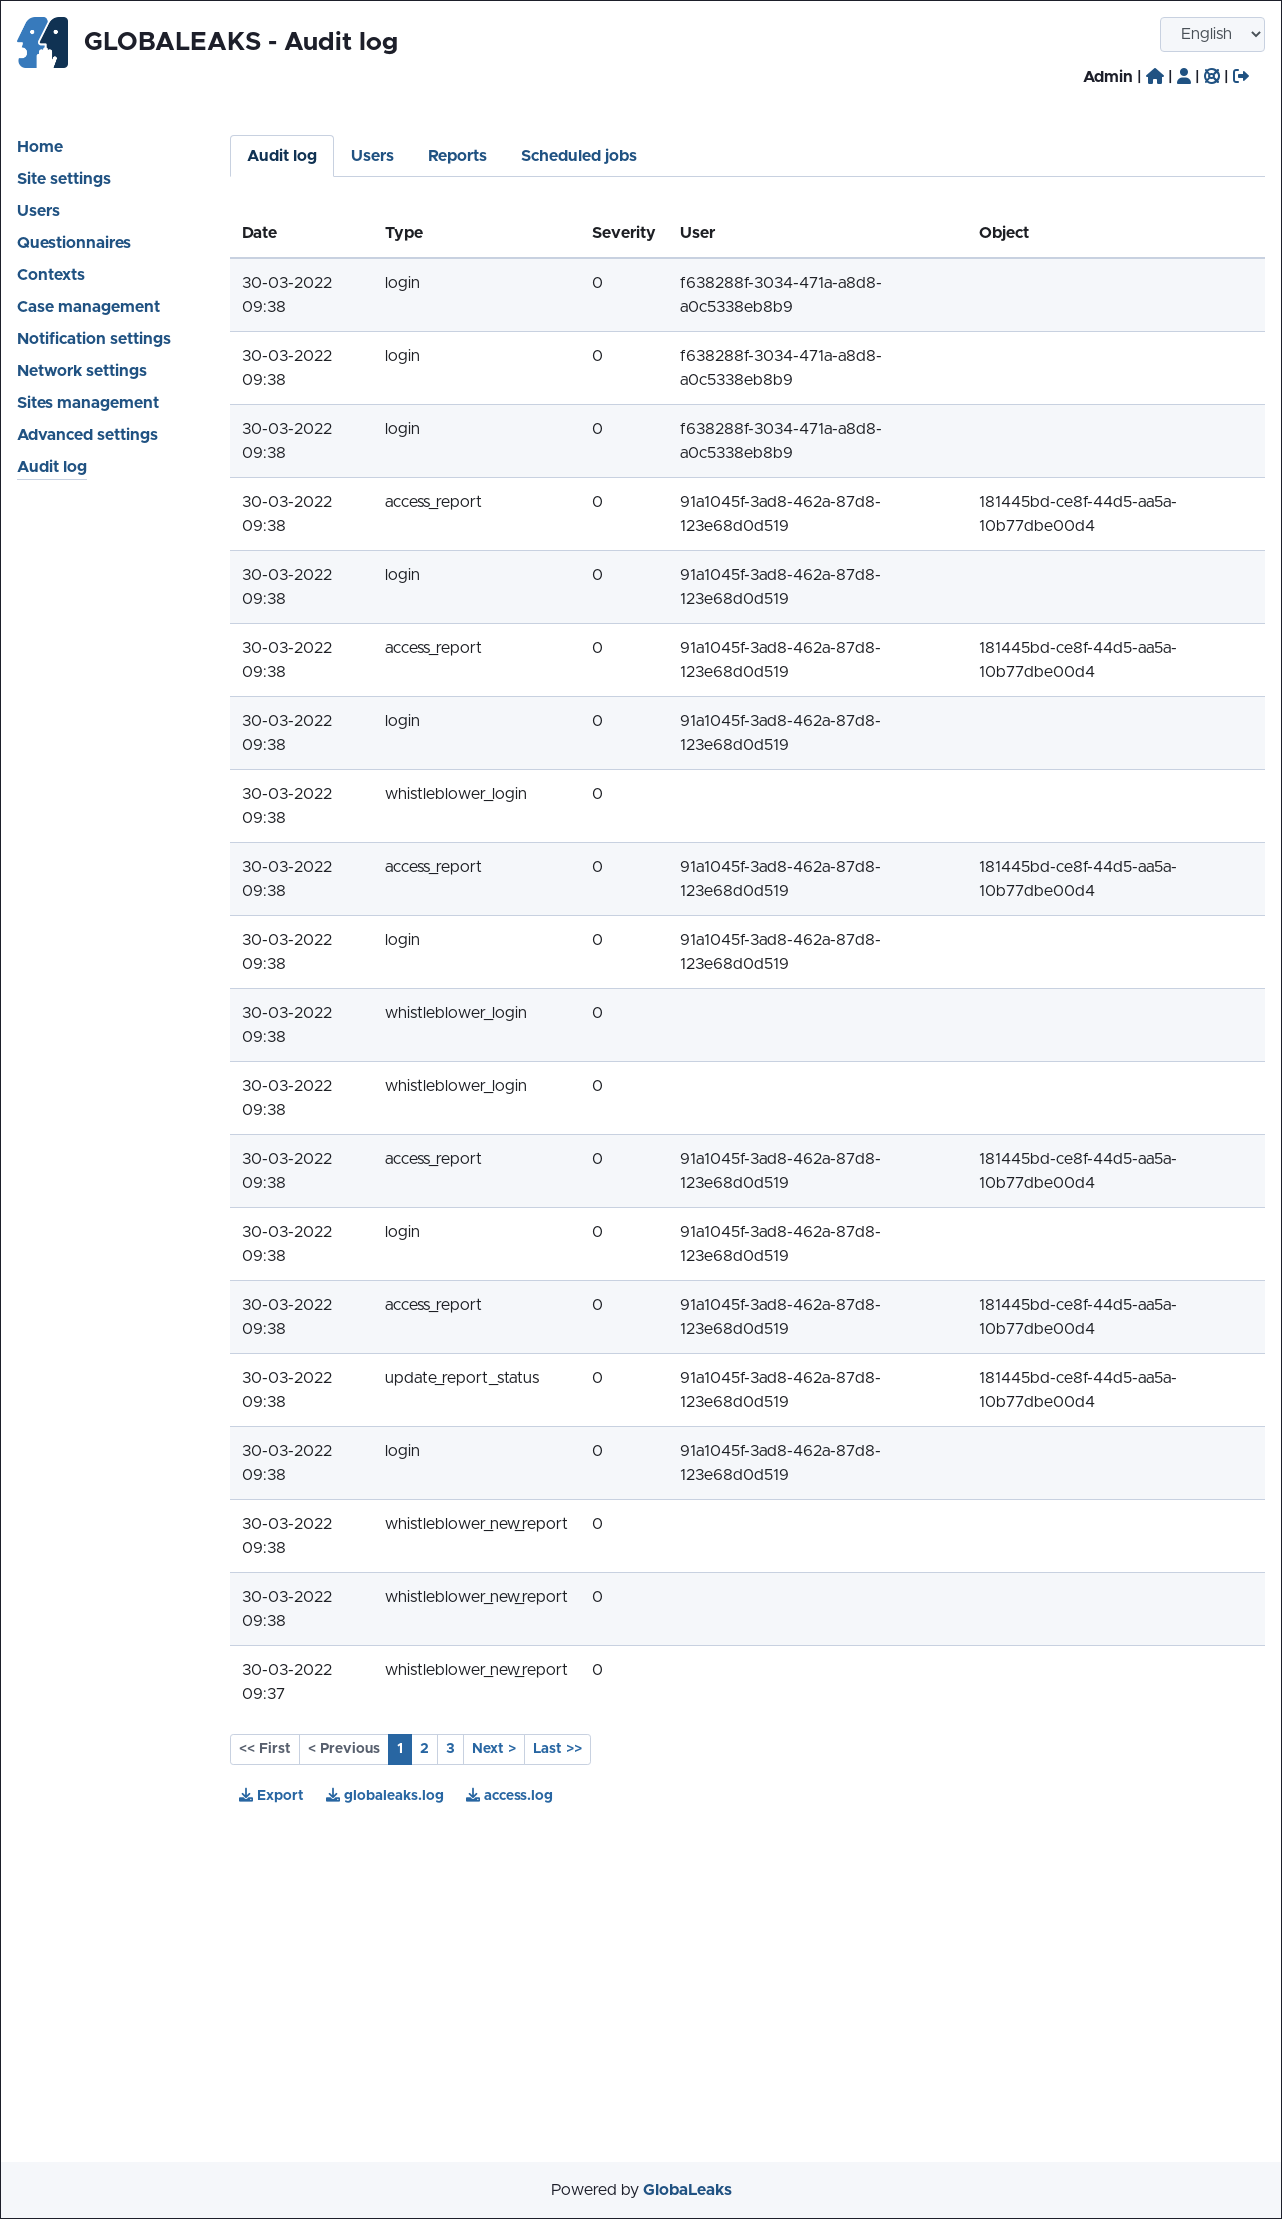 GLOBALEAKS - Audit log
English
Admin | | | |
Home
Site settings
Users
Questionnaires
Contexts
Case management
Notification settings
Network settings
Sites management
Advanced settings
Audit log
Audit log Users Reports Scheduled jobs
Date Type Severity User Object
30-03-2022 login 0 f638288f-3034-471a-a8d8-
09:38 a0c5338eb8b9
30-03-2022 login 0 f638288f-3034-471a-a8d8-
09:38 a0c5338eb8b9
30-03-2022 login 0 f638288f-3034-471a-a8d8-
09:38 a0c5338eb8b9
30-03-2022 access_report 0 91a1045f-3ad8-462a-87d8- 181445bd-ce8f-44d5-aa5a-
09:38 123e68d0d519 10b77dbe00d4
30-03-2022 login 0 91a1045f-3ad8-462a-87d8-
09:38 123e68d0d519
30-03-2022 access_report 0 91a1045f-3ad8-462a-87d8- 181445bd-ce8f-44d5-aa5a-
09:38 123e68d0d519 10b77dbe00d4
30-03-2022 login 0 91a1045f-3ad8-462a-87d8-
09:38 123e68d0d519
30-03-2022 whistleblower_login 0
09:38
30-03-2022 access_report 0 91a1045f-3ad8-462a-87d8- 181445bd-ce8f-44d5-aa5a-
09:38 123e68d0d519 10b77dbe00d4
30-03-2022 login 0 91a1045f-3ad8-462a-87d8-
09:38 123e68d0d519
30-03-2022 whistleblower_login 0
09:38
30-03-2022 whistleblower_login 0
09:38
30-03-2022 access_report 0 91a1045f-3ad8-462a-87d8- 181445bd-ce8f-44d5-aa5a-
09:38 123e68d0d519 10b77dbe00d4
30-03-2022 login 0 91a1045f-3ad8-462a-87d8-
09:38 123e68d0d519
30-03-2022 access_report 0 91a1045f-3ad8-462a-87d8- 181445bd-ce8f-44d5-aa5a-
09:38 123e68d0d519 10b77dbe00d4
30-03-2022 update_report_status 0 91a1045f-3ad8-462a-87d8- 181445bd-ce8f-44d5-aa5a-
09:38 123e68d0d519 10b77dbe00d4
30-03-2022 login 0 91a1045f-3ad8-462a-87d8-
09:38 123e68d0d519
30-03-2022 whistleblower_new_report 0
09:38
30-03-2022 whistleblower_new_report 0
09:38
30-03-2022 whistleblower_new_report 0
09:37
<< First < Previous 1 2 3 Next > Last >>
Export globaleaks.log access.log
Powered by GlobaLeaks